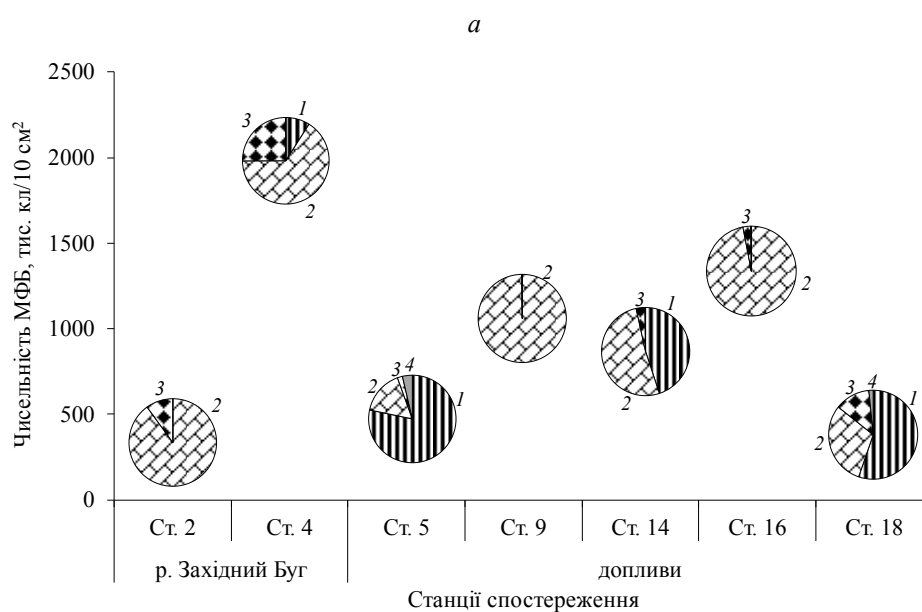 а
Чисельність МФБ, тис. кл/10 см²
2500
2000
1500
1000
500
0
3 2
3 1 2
2 3 4 1
2
3 1 2
3 2
3 4 1 2
Ст. 2 Ст. 4 Ст. 5 Ст. 9 Ст. 14 Ст. 16 Ст. 18
р. Західний Буг допливи
Станції спостереження